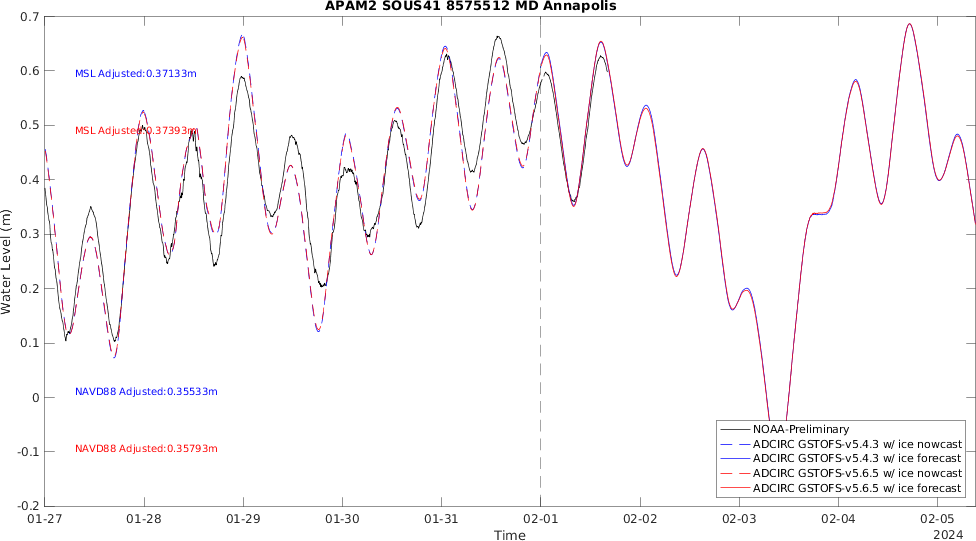 APAM2 SOUS41 8575512 MD Annapolis
0.7
0.6
0.5
0.4
0.3
0.2
0.1
0
-0.1
-0.2
Water Level (m)
MSL Adjusted:0.37133m
MSL Adjusted:0.37393m
NAVD88 Adjusted:0.35533m
NAVD88 Adjusted:0.35793m
NOAA-Preliminary
ADCIRC GSTOFS-v5.4.3 w/ ice nowcast
ADCIRC GSTOFS-v5.4.3 w/ ice forecast
ADCIRC GSTOFS-v5.6.5 w/ ice nowcast
ADCIRC GSTOFS-v5.6.5 w/ ice forecast
01-27 01-28 01-29 01-30 01-31 02-01 02-02 02-03 02-04 02-05
Time
2024